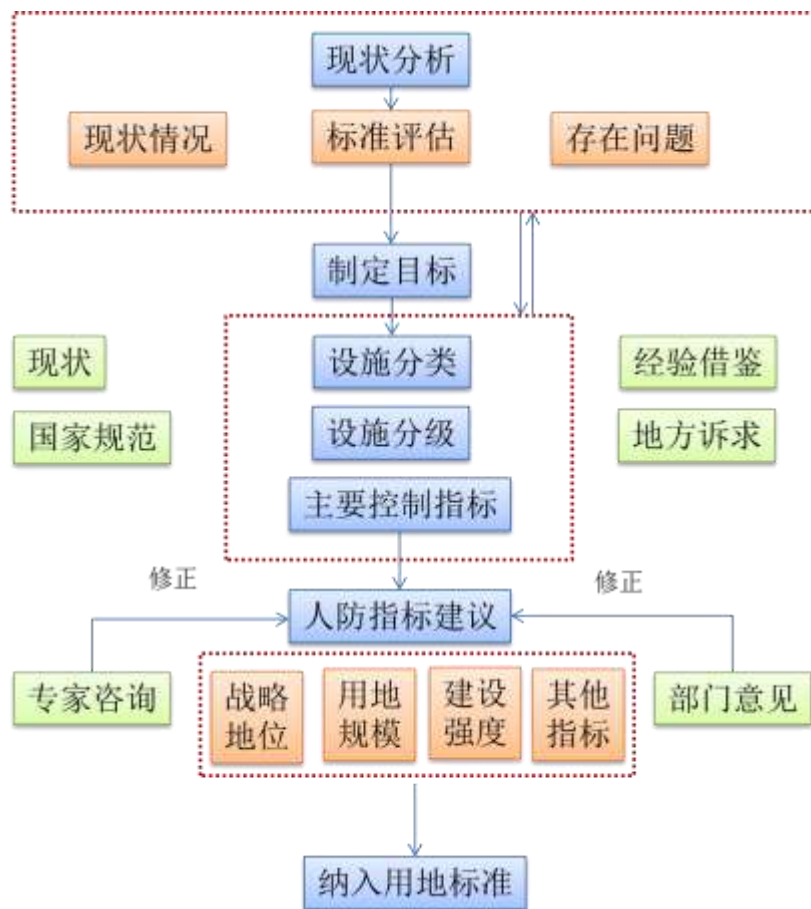 现状分析
现状情况
标准评估
存在问题
制定目标
现状
设施分类
经验借鉴
国家规范
设施分级
地方诉求
主要控制指标
修正
修正
人防指标建议
专家咨询
战略
地位
用地
规模
建设
强度
其他
指标
部门意见
纳入用地标准